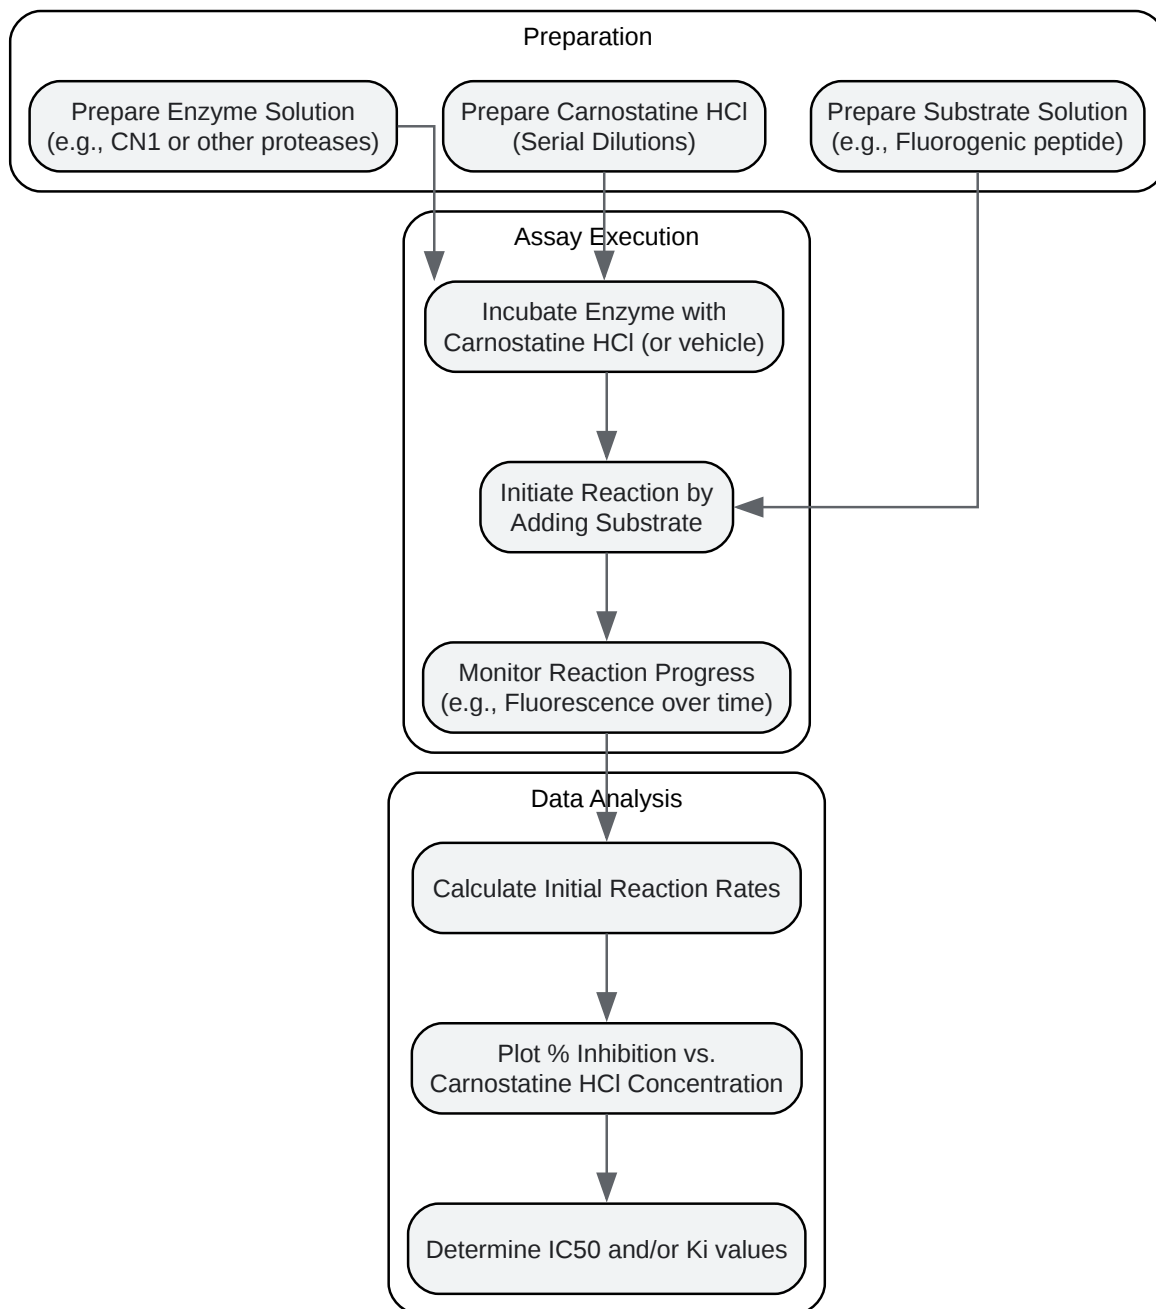 Preparation
Prepare Enzyme Solution
(e.g., CN1 or other proteases)
Prepare Carnostatine HCl
(Serial Dilutions)
Prepare Substrate Solution
(e.g., Fluorogenic peptide)
Assay Execution
Incubate Enzyme with
Carnostatine HCl (or vehicle)
Initiate Reaction by
Adding Substrate
Monitor Reaction Progress
(e.g., Fluorescence over time)
Data Analysis
Calculate Initial Reaction Rates
Plot % Inhibition vs.
Carnostatine HCl Concentration
Determine IC50 and/or Ki values